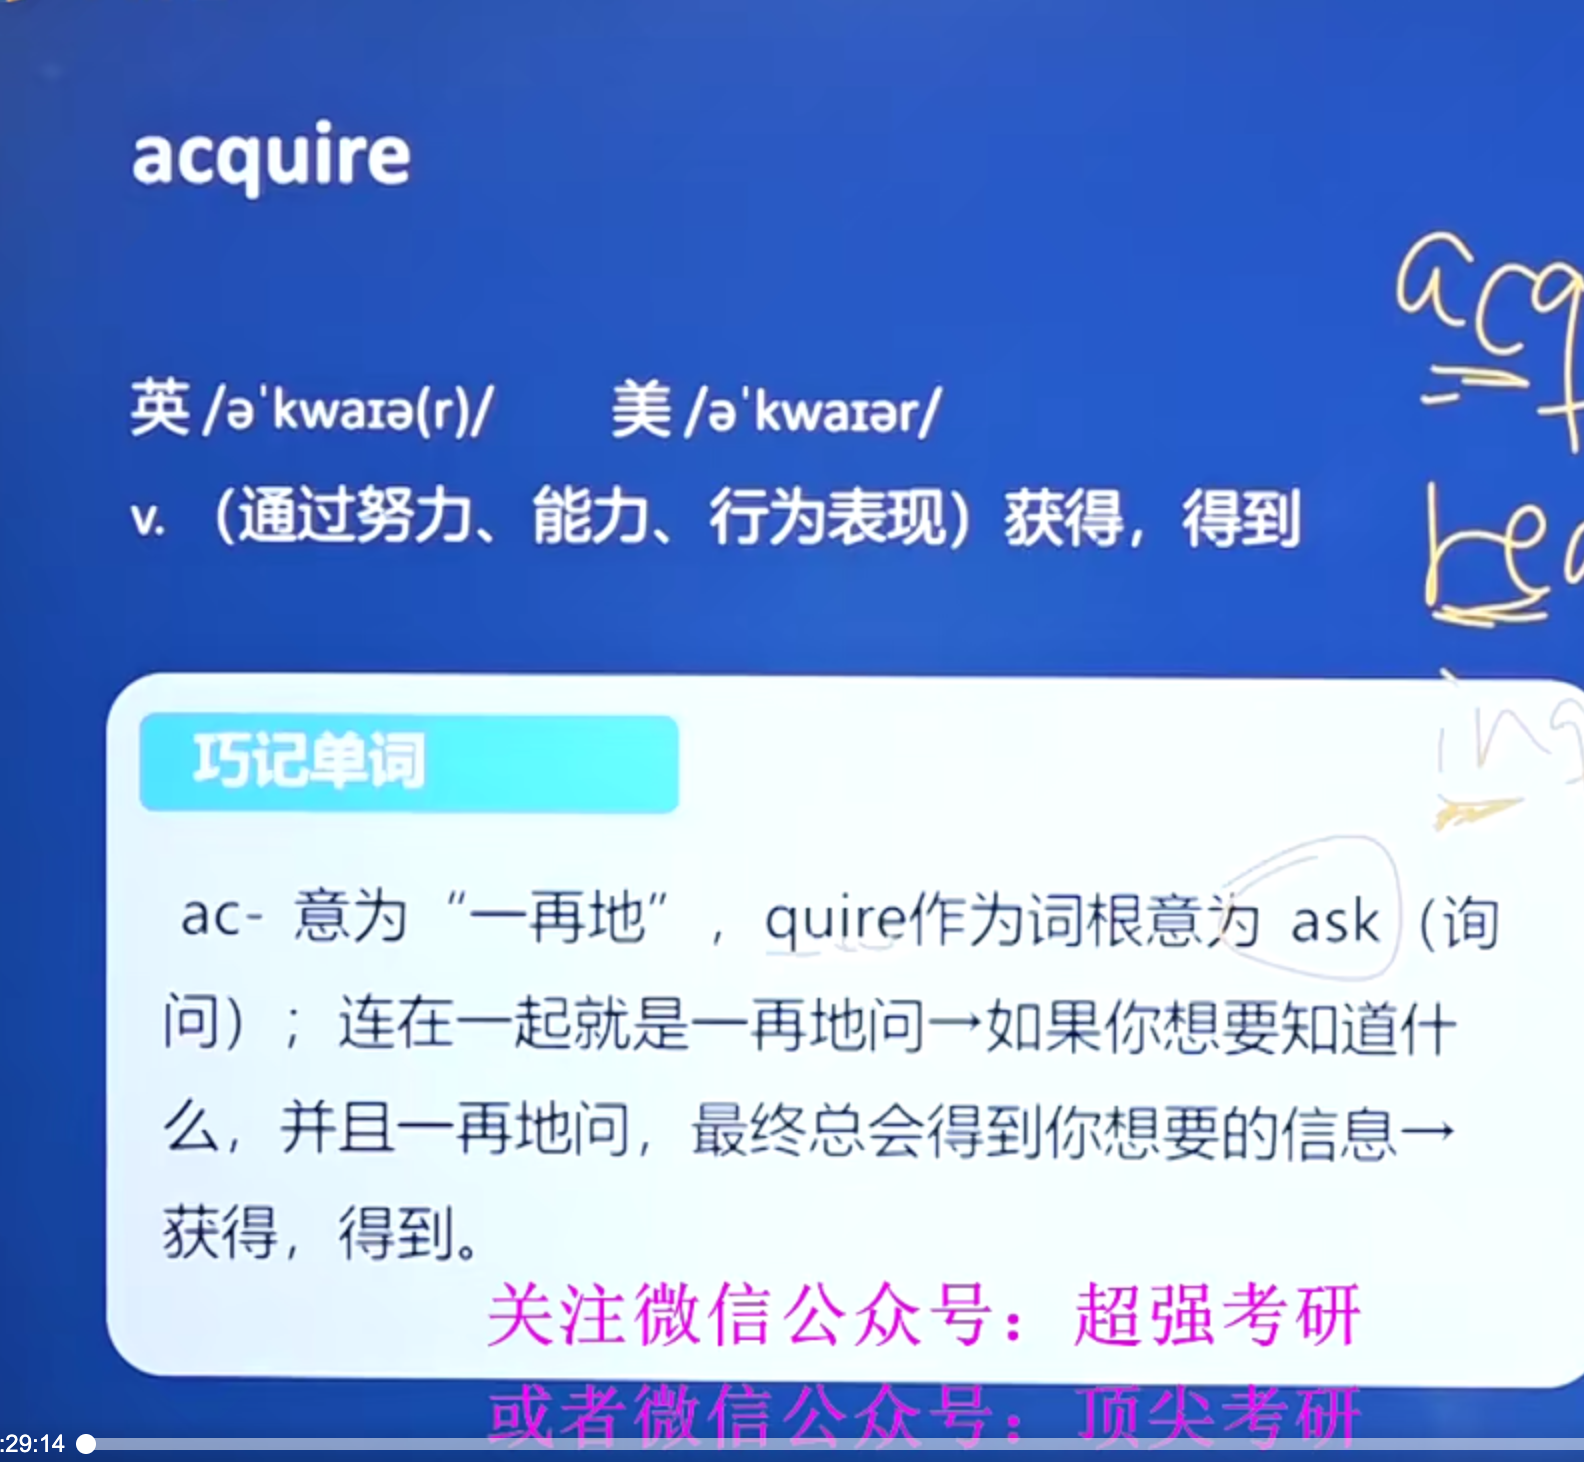 acquire
acq
英 /əˈkwaɪə(r)/ 美 /əˈkwaɪər/
v. （通过努力、能力、行为表现）获得，得到
rea
巧记单词
ing
ac- 意为“一再地”，quire作为词根意为 ask（询
问）；连在一起就是一再地问→如果你想要知道什
么，并且一再地问，最终总会得到你想要的信息→
获得，得到。
关注微信公众号：超强考研
或者微信公众号：顶尖考研
:29:14